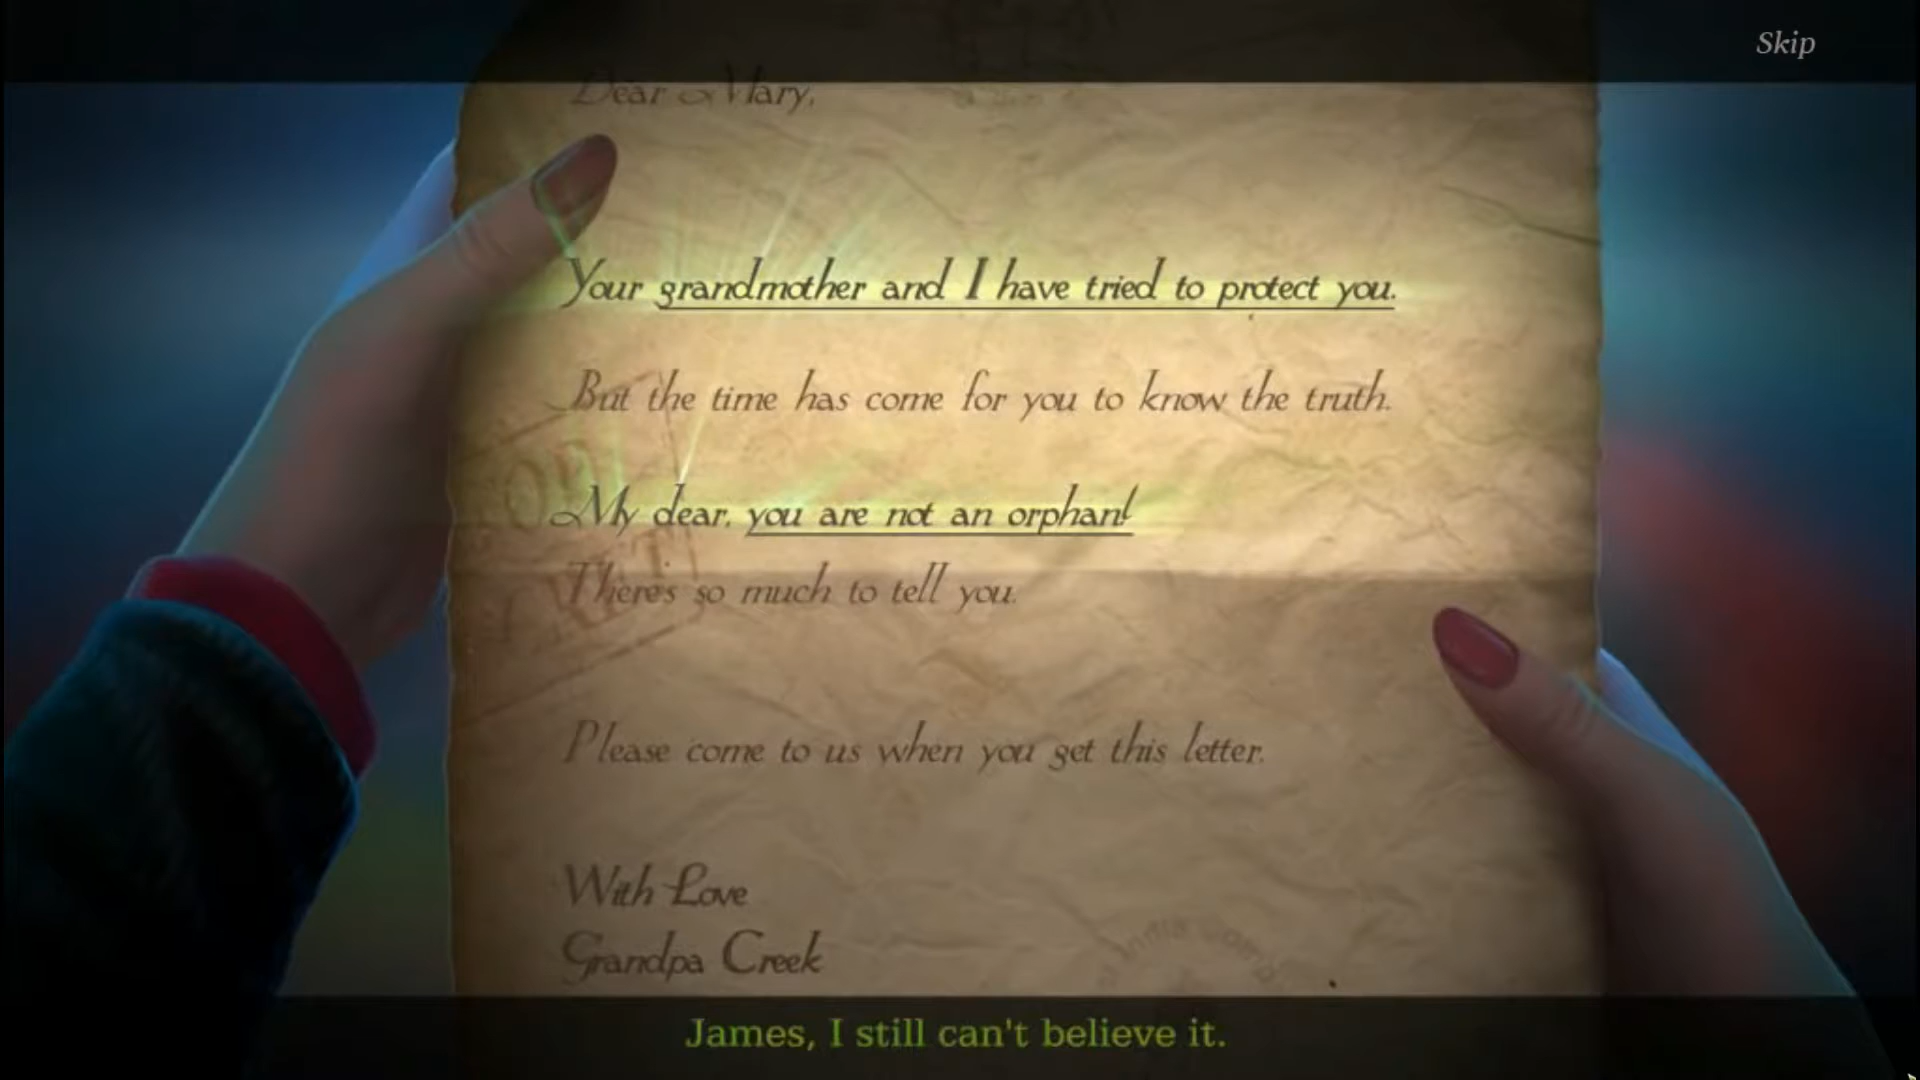 Skip
Dear Mary,
Your grandmother and I have tried to protect you.
But the time has come for you to know the truth.
My dear, you are not an orphan!
There's so much to tell you.
Please come to us when you get this letter.
With Love
Grandpa Creek
James, I still can't believe it.